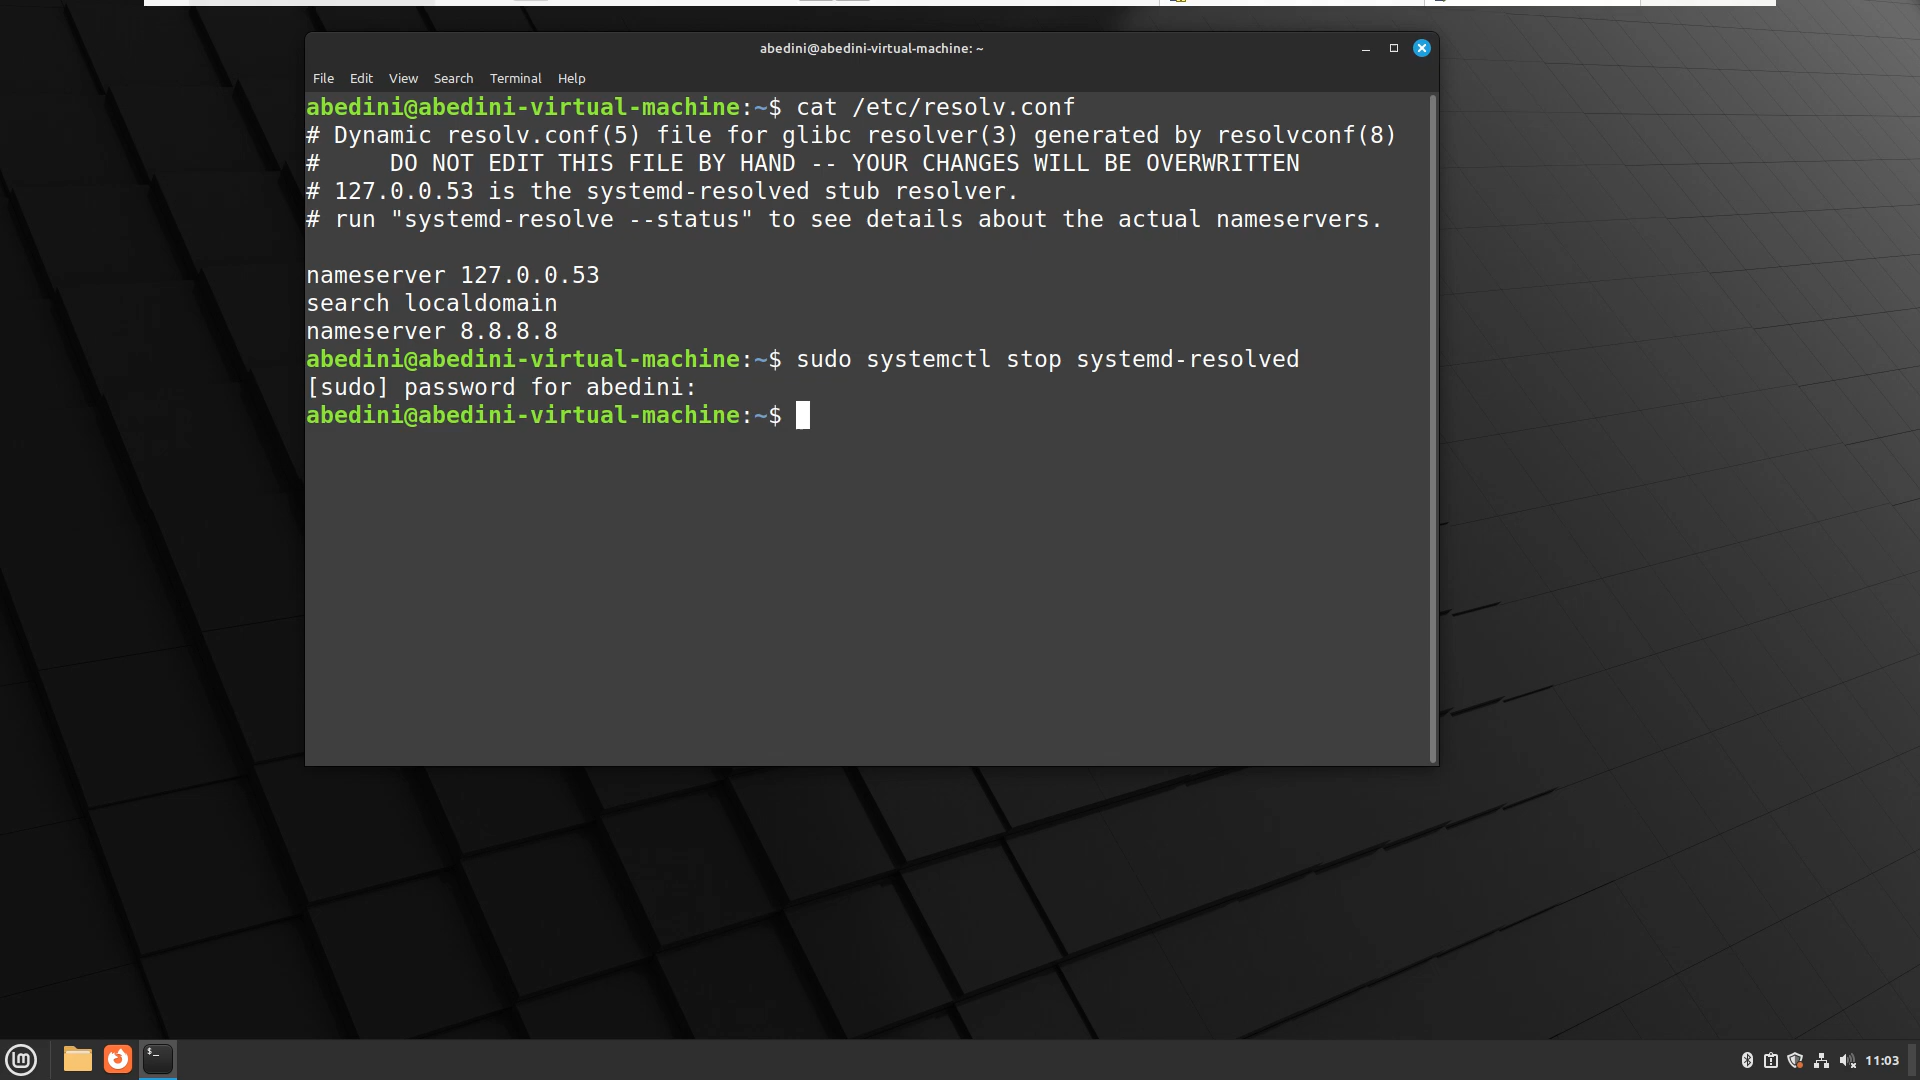 abedini@abedini-virtual-machine: ~
File Edit View Search Terminal Help
abedini@abedini-virtual-machine:~$ cat /etc/resolv.conf
# Dynamic resolv.conf(5) file for glibc resolver(3) generated by resolvconf(8)
#     DO NOT EDIT THIS FILE BY HAND -- YOUR CHANGES WILL BE OVERWRITTEN
# 127.0.0.53 is the systemd-resolved stub resolver.
# run "systemd-resolve --status" to see details about the actual nameservers.
nameserver 127.0.0.53
search localdomain
nameserver 8.8.8.8
abedini@abedini-virtual-machine:~$ sudo systemctl stop systemd-resolved
[sudo] password for abedini:
abedini@abedini-virtual-machine:~$
11:03